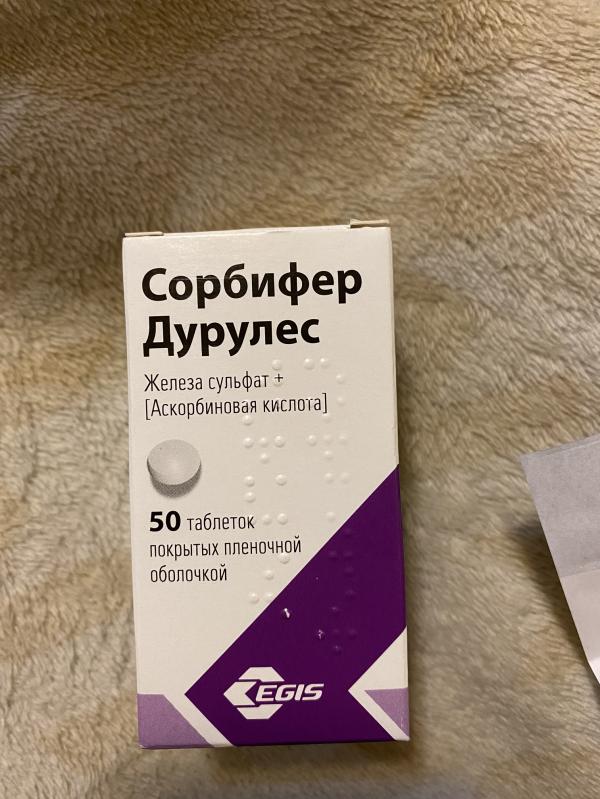 Сорбифер
Дурулес
Железа сульфат +
[Аскорбиновая кислота]
50 таблеток
покрытых пленочной
оболочкой
EGIS